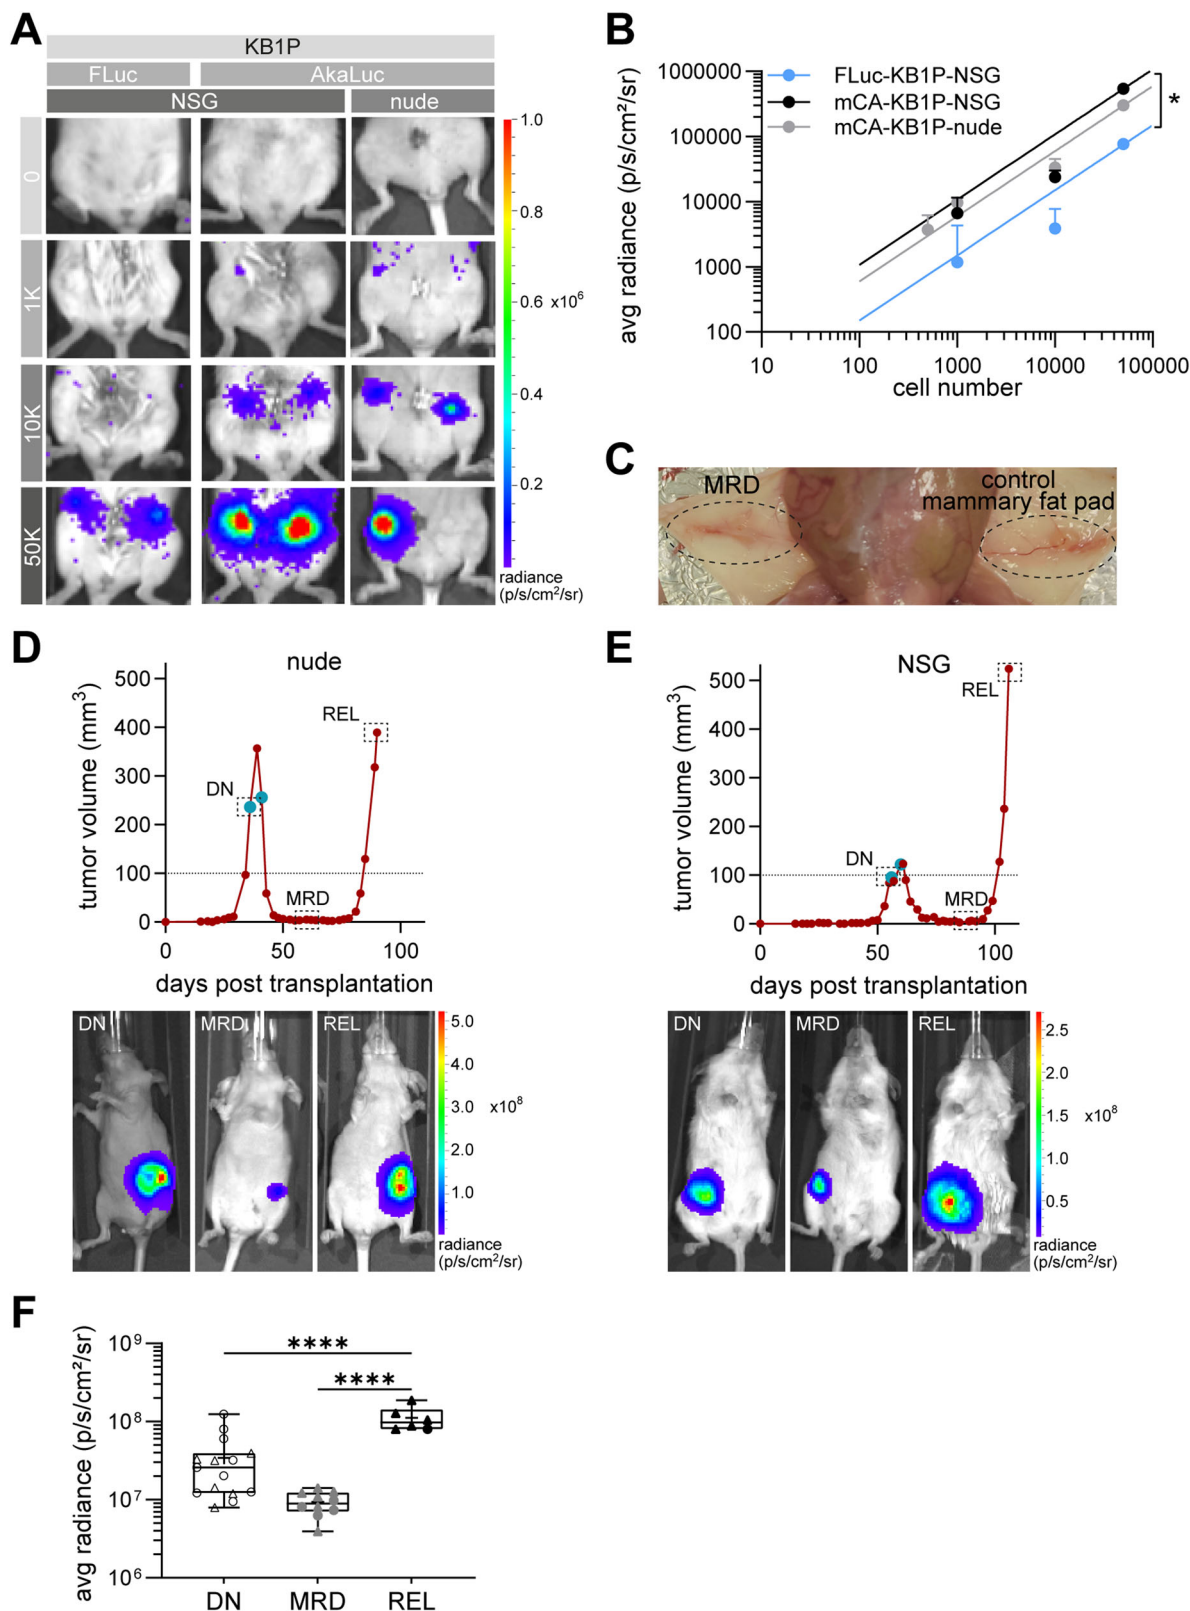 A
KB1P
FLuc
AkaLuc
NSG
nude
0
1K
10K
50K
1.0
0.8
0.6
x10⁶
0.4
0.2
radiance
(p/s/cm²/sr)
B
FLuc-KB1P-NSG
mCA-KB1P-NSG
mCA-KB1P-nude
*
avg radiance (p/s/cm²/sr)
1000000
100000
10000
1000
100
10
100
1000
10000
100000
cell number
C
MRD
control
mammary fat pad
D
nude
tumor volume (mm³)
500
400
300
200
100
0
REL
DN
MRD
0
50
100
days post transplantation
DN
MRD
REL
5.0
4.0
3.0
x10⁸
2.0
1.0
radiance
(p/s/cm²/sr)
E
NSG
tumor volume (mm³)
500
400
300
200
100
0
REL
DN
MRD
0
50
100
days post transplantation
DN
MRD
REL
2.5
2.0
1.5
x10⁸
1.0
0.5
radiance
(p/s/cm²/sr)
F
avg radiance (p/s/cm²/sr)
10⁹
10⁸
10⁷
10⁶
****
****
DN
MRD
REL